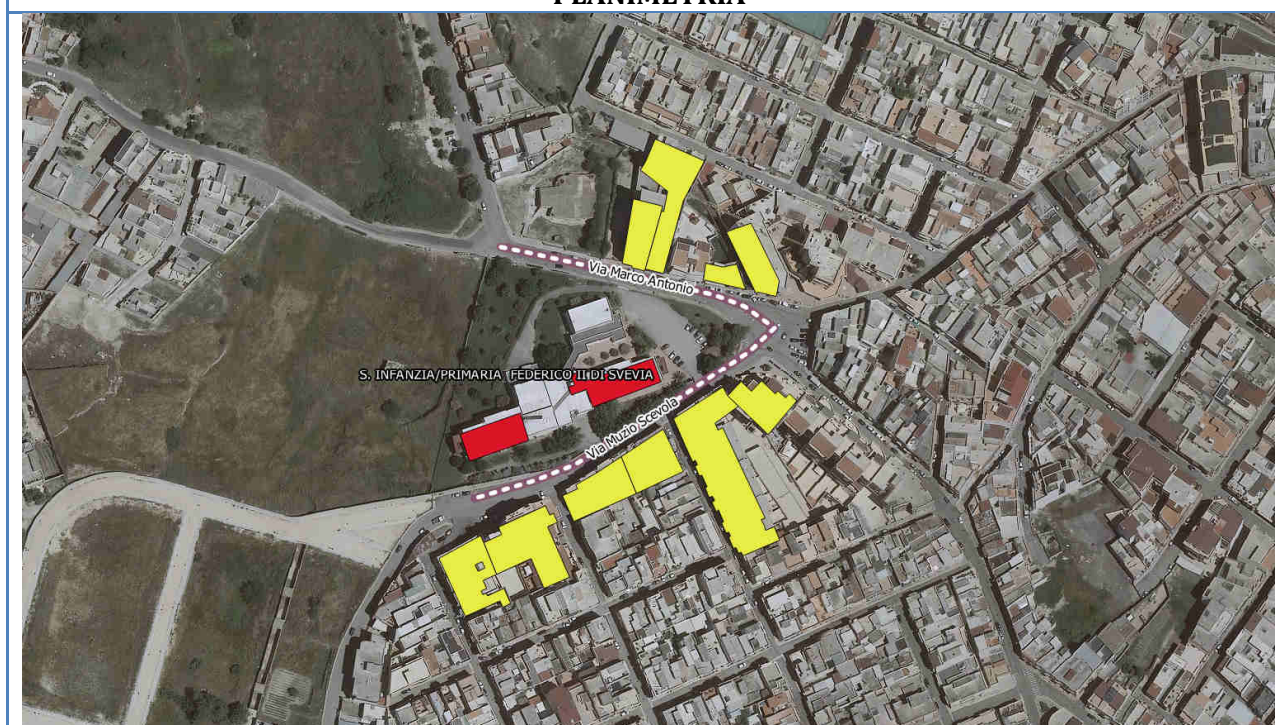 PLANIMETRIA
Via Marco Antonio
S. INFANZIA/PRIMARIA FEDERICO II DI SVEVIA
Via Muzio Scevola